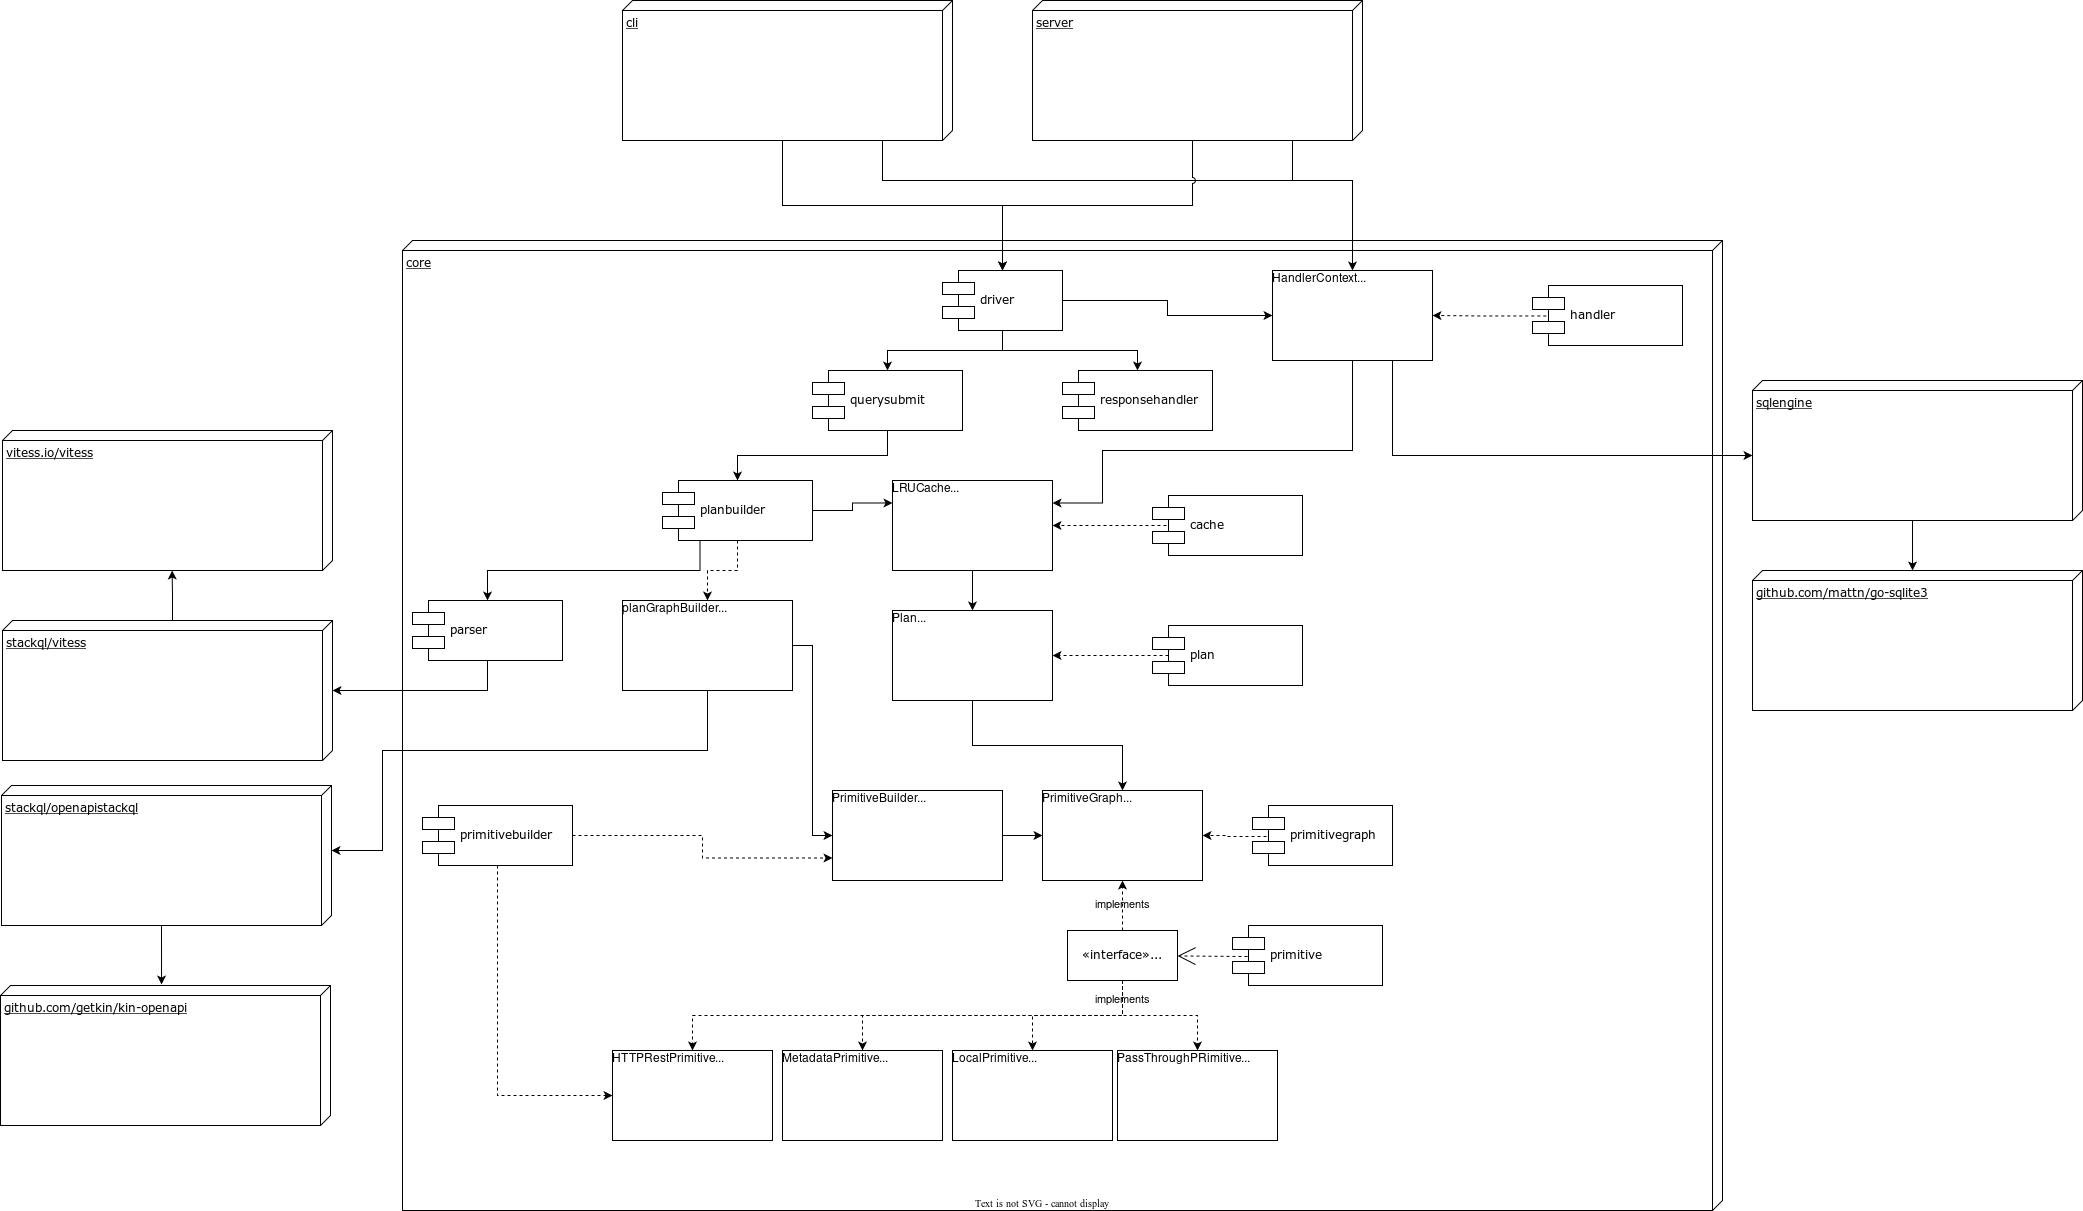 cli
server
core
driver
HandlerContext...
handler
querysubmit
responsehandler
sqlengine
vitess.io/vitess
planbuilder
LRUCache...
cache
github.com/mattn/go-sqlite3
parser
planGraphBuilder...
Plan...
plan
stackql/vitess
stackql/openapistackql
primitivebuilder
PrimitiveBuilder...
PrimitiveGraph...
primitivegraph
implements
«interface»...
primitive
implements
github.com/getkin/kin-openapi
HTTPRestPrimitive...
MetadataPrimitive...
LocalPrimitive...
PassThroughPRimitive...
Text is not SVG - cannot display